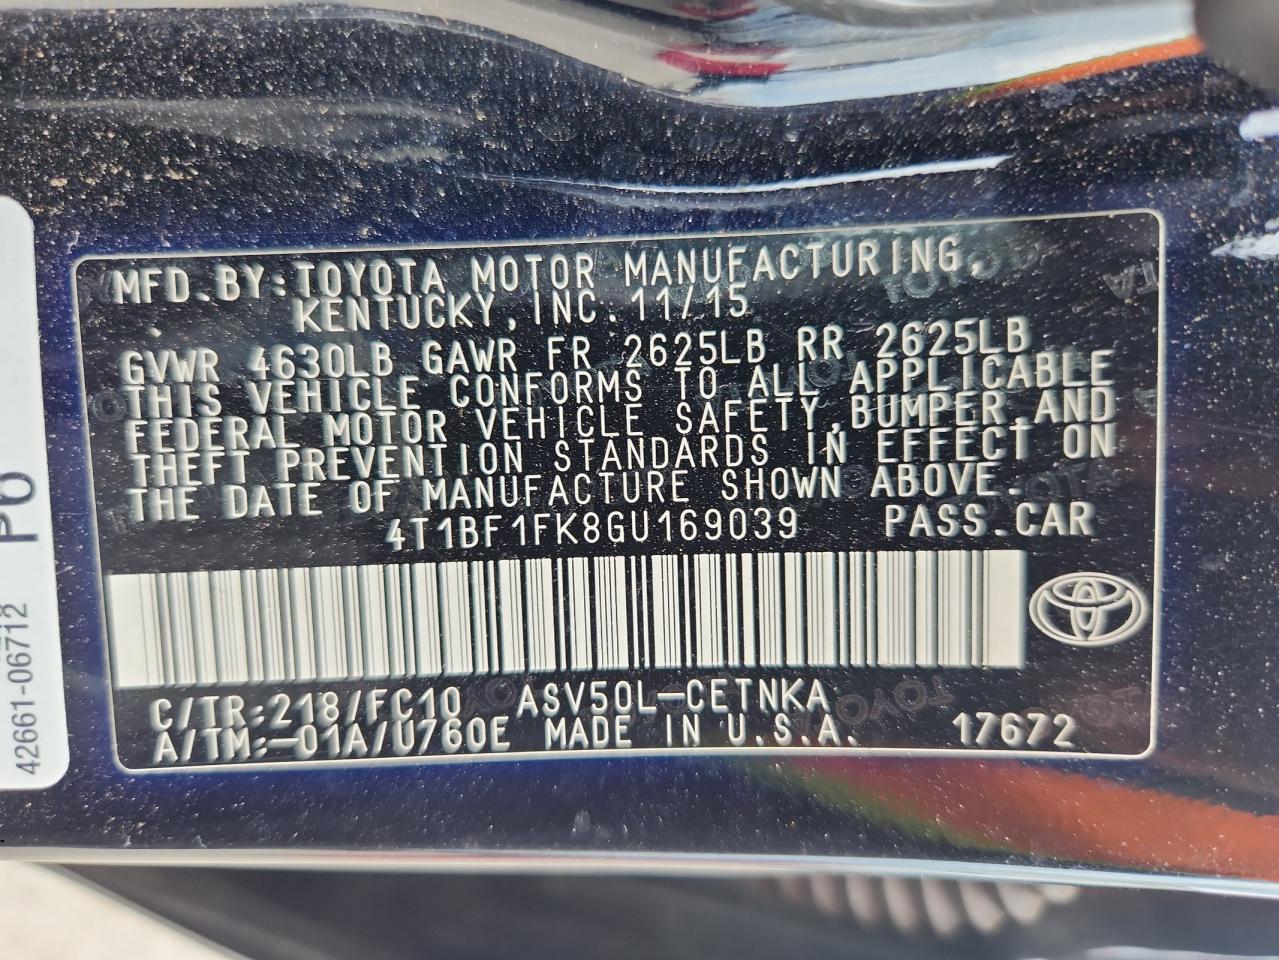 MFD.BY:TOYOTA MOTOR MANUFACTURING,
KENTUCKY,INC. 11/15
GVWR 4630LB GAWR FR 2625LB RR 2625LB
THIS VEHICLE CONFORMS TO ALL APPLICABLE
FEDERAL MOTOR VEHICLE SAFETY,BUMPER,AND
THEFT PREVENTION STANDARDS IN EFFECT ON
THE DATE OF MANUFACTURE SHOWN ABOVE.
4T1BF1FK8GU169039 PASS.CAR
C/TR:218/FC10 ASV50L-CETNKA
A/TM:-01A/U760E MADE IN U.S.A. 17672
42661-06712